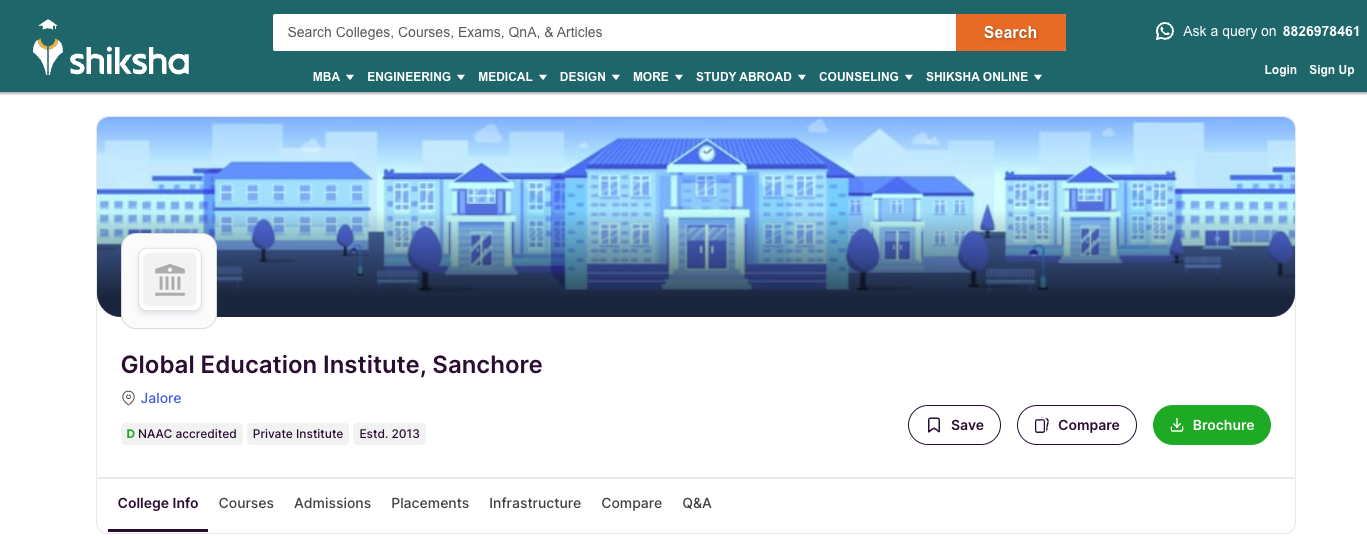 shiksha
Search Colleges, Courses, Exams, QnA, & Articles
Search
Ask a query on 8826978461
MBA ENGINEERING MEDICAL DESIGN MORE STUDY ABROAD COUNSELING SHIKSHA ONLINE
Login Sign Up
Global Education Institute, Sanchore
Jalore
D NAAC accredited Private Institute Estd. 2013
Save Compare Brochure
College Info Courses Admissions Placements Infrastructure Compare Q&A